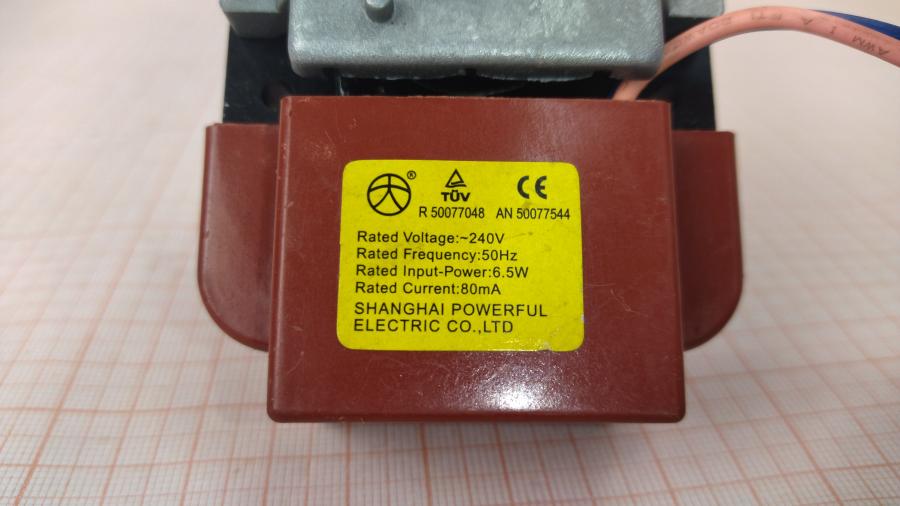 ®
TÜV
CE
R 50077048 AN 50077544
Rated Voltage:~240V
Rated Frequency:50Hz
Rated Input-Power:6.5W
Rated Current:80mA
SHANGHAI POWERFUL
ELECTRIC CO.,LTD
AWM